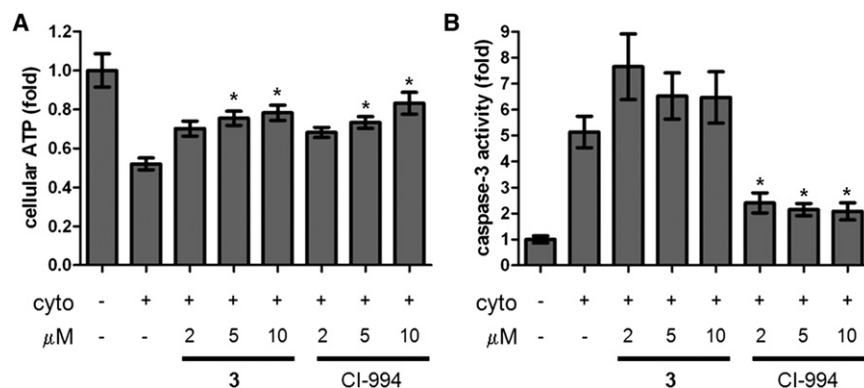 A
cellular ATP (fold)
1.2
1.0
0.8
0.6
0.4
0.2
0.0
* * * *
cyto - + + + + + + +
μM - - 2 5 10 2 5 10
3 CI-994
B
caspase-3 activity (fold)
9
8
7
6
5
4
3
2
1
0
* * *
cyto - + + + + + + +
μM - - 2 5 10 2 5 10
3 CI-994